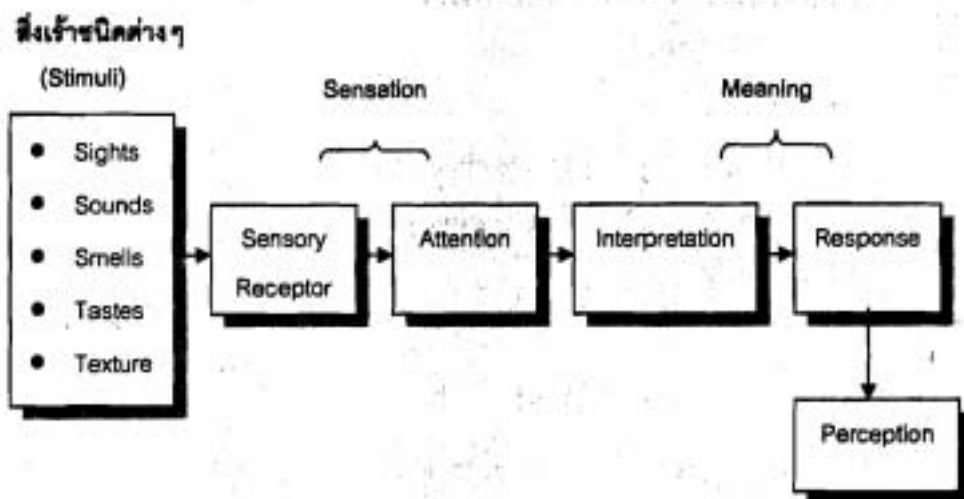 สิ่งเร้าชนิดต่างๆ
(Stimuli)
• Sights
• Sounds
• Smells
• Tastes
• Texture
Sensation
Meaning
Sensory
Receptor
Attention
Interpretation
Response
Perception